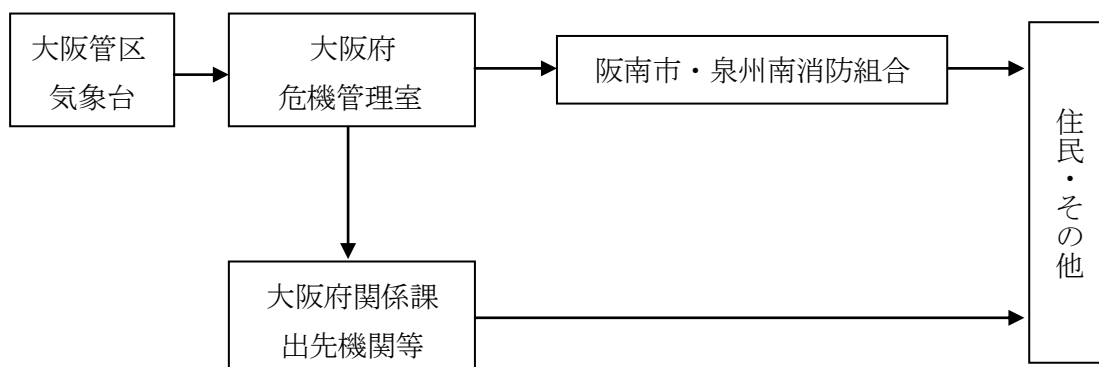 大阪管区
気象台
大阪府
危機管理室
阪南市・泉州南消防組合
住民・その他
大阪府関係課
出先機関等